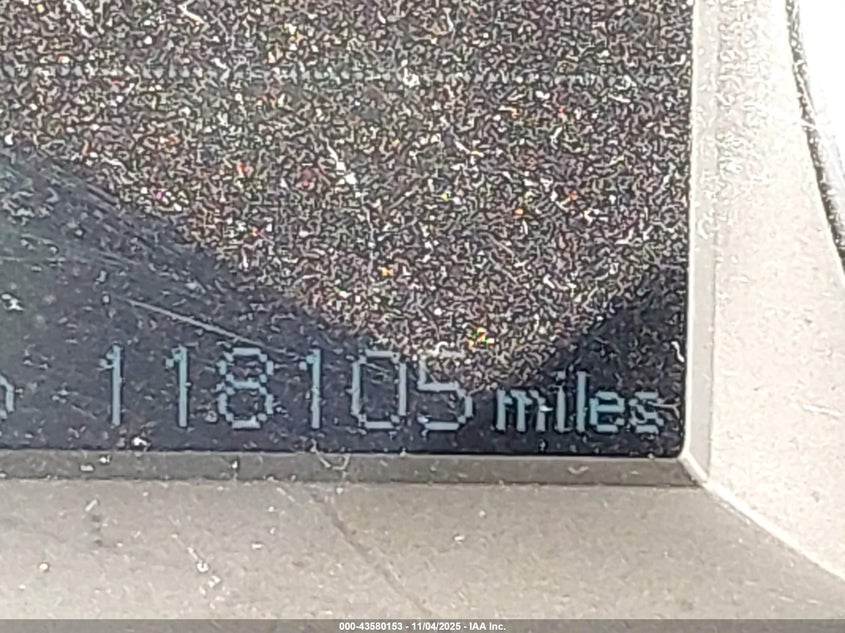 118105 miles
000-43580153 - 11/04/2025 - IAA Inc.